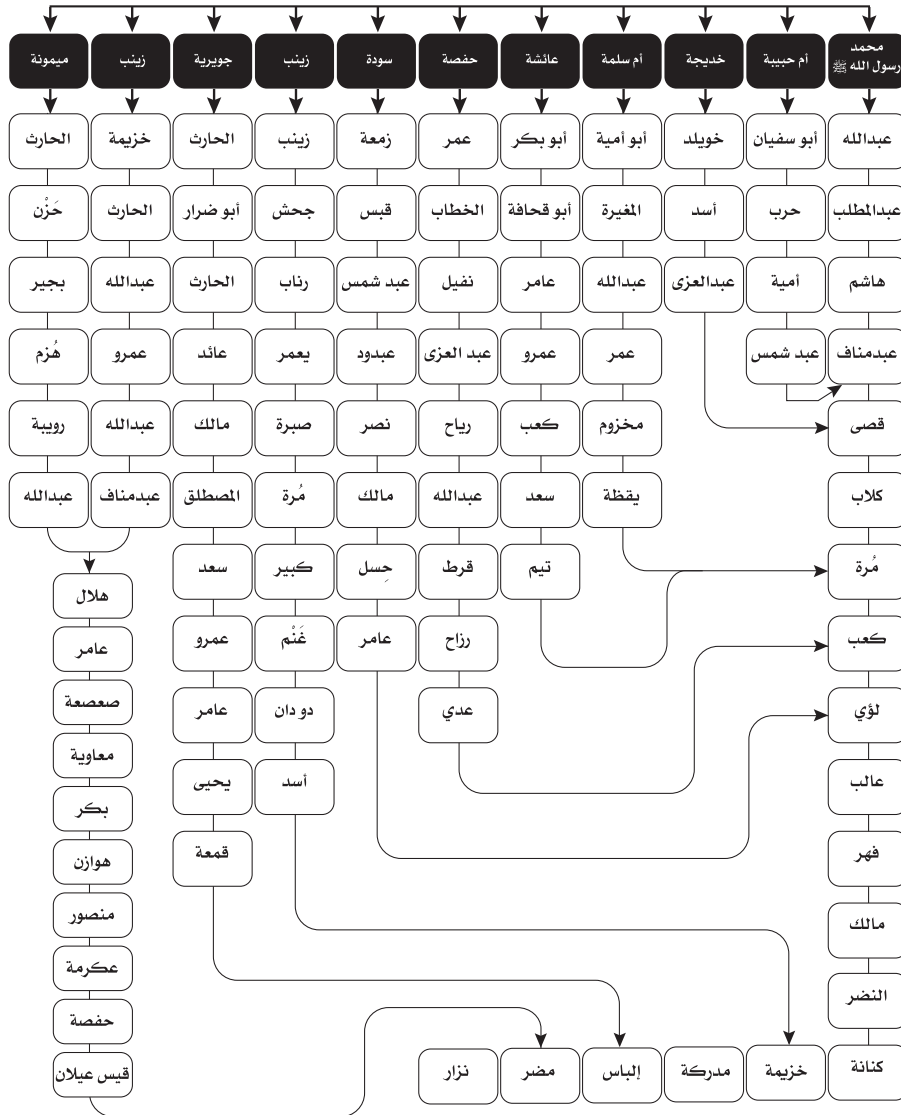 محمد
رسول الله ﷺ
أم حبيبة
خديجة
أم سلمة
عائشة
حفصة
سودة
زينب
جويرية
زينب
ميمونة
عبدالله
أبو سفيان
خويلد
أبو أمية
أبو بكر
عمر
زمعة
زينب
الحارث
خزيمة
الحارث
عبدالمطلب
حرب
أسد
المغيرة
أبو قحافة
الخطاب
قبس
جحش
أبو ضرار
الحارث
حَزْن
هاشم
أمية
عبدالعزى
عبدالله
عامر
نفيل
عبد شمس
رناب
الحارث
عبدالله
بجير
عبدمناف
عبد شمس
عمر
عمرو
عبد العزى
عبدود
يعمر
عائد
عمرو
هُزم
قصى
مخزوم
كعب
رياح
نصر
صبرة
مالك
عبدالله
رويبة
كلاب
يقظة
سعد
عبدالله
مالك
مُرة
المصطلق
عبدمناف
عبدالله
مُرة
تيم
قرط
حِسل
كبير
سعد
هلال
كعب
رزاح
عامر
غَنْم
عمرو
عامر
لؤي
عدي
دو دان
عامر
صعصعة
عالب
أسد
يحيى
معاوية
بكر
فهر
قمعة
هوازن
مالك
منصور
النضر
عكرمة
حفصة
كنانة
خزيمة
مدركة
إلباس
مضر
نزار
قيس عيلان